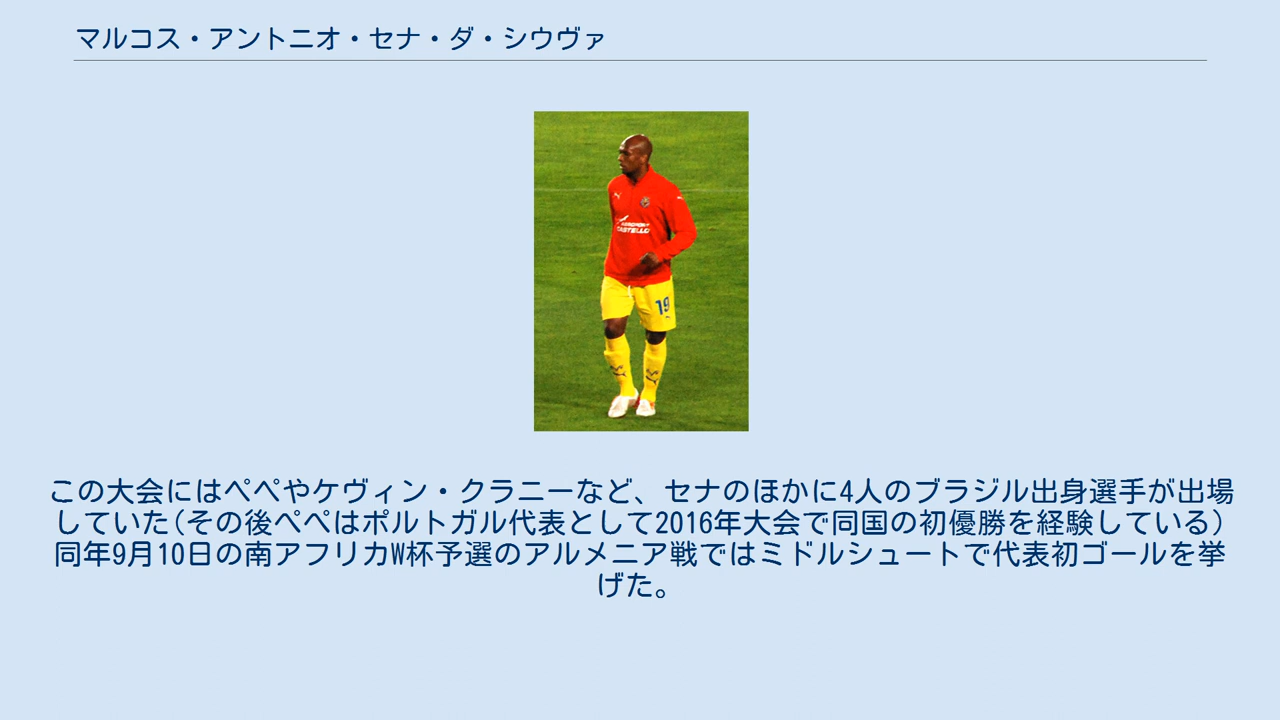 マルコス・アントニオ・セナ・ダ・シウヴァ
AEROPORT
CASTELLÓ
19
この大会にはペペやケヴィン・クラニーなど、セナのほかに4人のブラジル出身選手が出場
していた(その後ペペはポルトガル代表として2016年大会で同国の初優勝を経験している)
同年9月10日の南アフリカW杯予選のアルメニア戦ではミドルシュートで代表初ゴールを挙
げた。